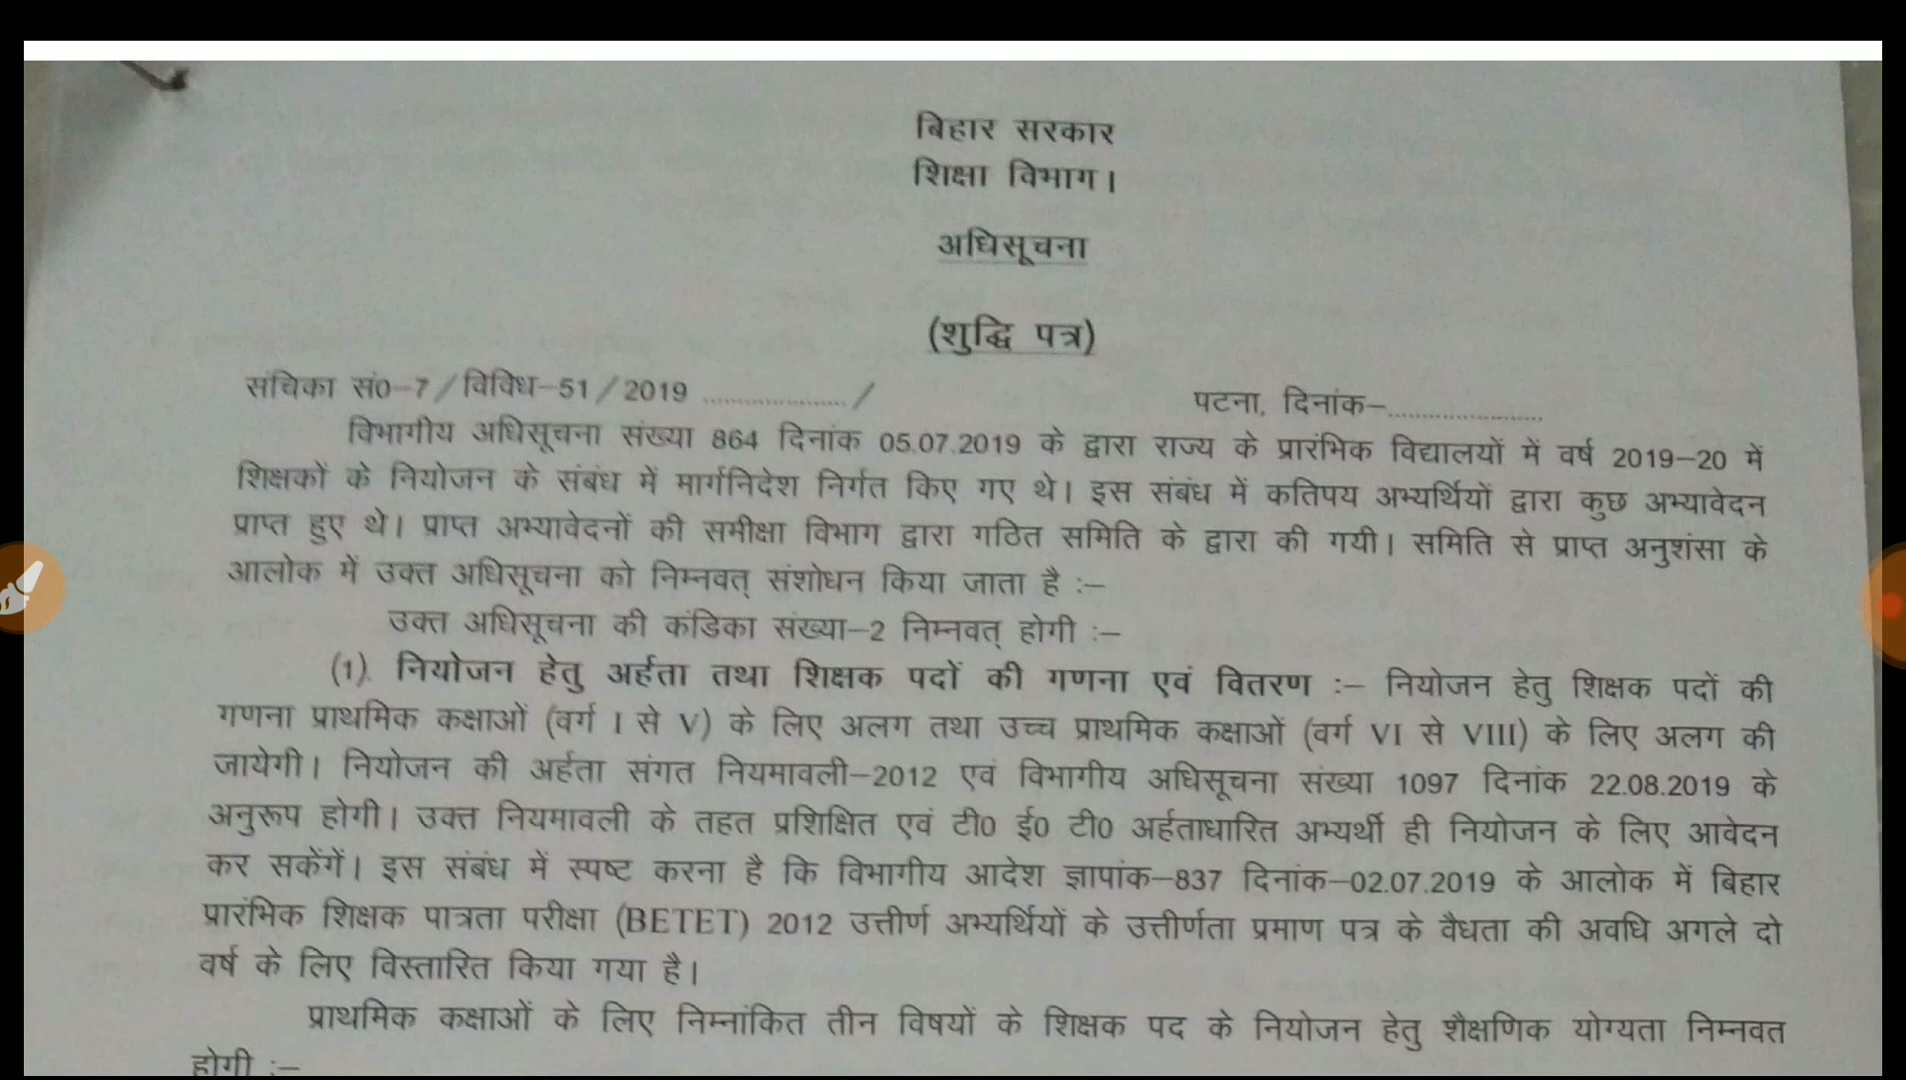 बिहार सरकार
शिक्षा विभाग।
अधिसूचना
(शुद्धि पत्र)
संचिका सं0–7/विविध–51/2019 ..................../ पटना, दिनांक–......................
विभागीय अधिसूचना संख्या 864 दिनांक 05.07.2019 के द्वारा राज्य के प्रारंभिक विद्यालयों में वर्ष 2019–20 में
शिक्षकों के नियोजन के संबंध में मार्गनिदेश निर्गत किए गए थे। इस संबंध में कतिपय अभ्यर्थियों द्वारा कुछ अभ्यावेदन
प्राप्त हुए थे। प्राप्त अभ्यावेदनों की समीक्षा विभाग द्वारा गठित समिति के द्वारा की गयी। समिति से प्राप्त अनुशंसा के
आलोक में उक्त अधिसूचना को निम्नवत् संशोधन किया जाता है :–
उक्त अधिसूचना की कंडिका संख्या–2 निम्नवत् होगी :–
(1) नियोजन हेतु अर्हता तथा शिक्षक पदों की गणना एवं वितरण :– नियोजन हेतु शिक्षक पदों की
गणना प्राथमिक कक्षाओं (वर्ग I से V) के लिए अलग तथा उच्च प्राथमिक कक्षाओं (वर्ग VI से VIII) के लिए अलग की
जायेगी। नियोजन की अर्हता संगत नियमावली–2012 एवं विभागीय अधिसूचना संख्या 1097 दिनांक 22.08.2019 के
अनुरूप होगी। उक्त नियमावली के तहत प्रशिक्षित एवं टी0 ई0 टी0 अर्हताधारित अभ्यर्थी ही नियोजन के लिए आवेदन
कर सकेंगें। इस संबंध में स्पष्ट करना है कि विभागीय आदेश ज्ञापांक–837 दिनांक–02.07.2019 के आलोक में बिहार
प्रारंभिक शिक्षक पात्रता परीक्षा (BETET) 2012 उत्तीर्ण अभ्यर्थियों के उत्तीर्णता प्रमाण पत्र के वैधता की अवधि अगले दो
वर्ष के लिए विस्तारित किया गया है।
प्राथमिक कक्षाओं के लिए निम्नांकित तीन विषयों के शिक्षक पद के नियोजन हेतु शैक्षणिक योग्यता निम्नवत
होगी :–